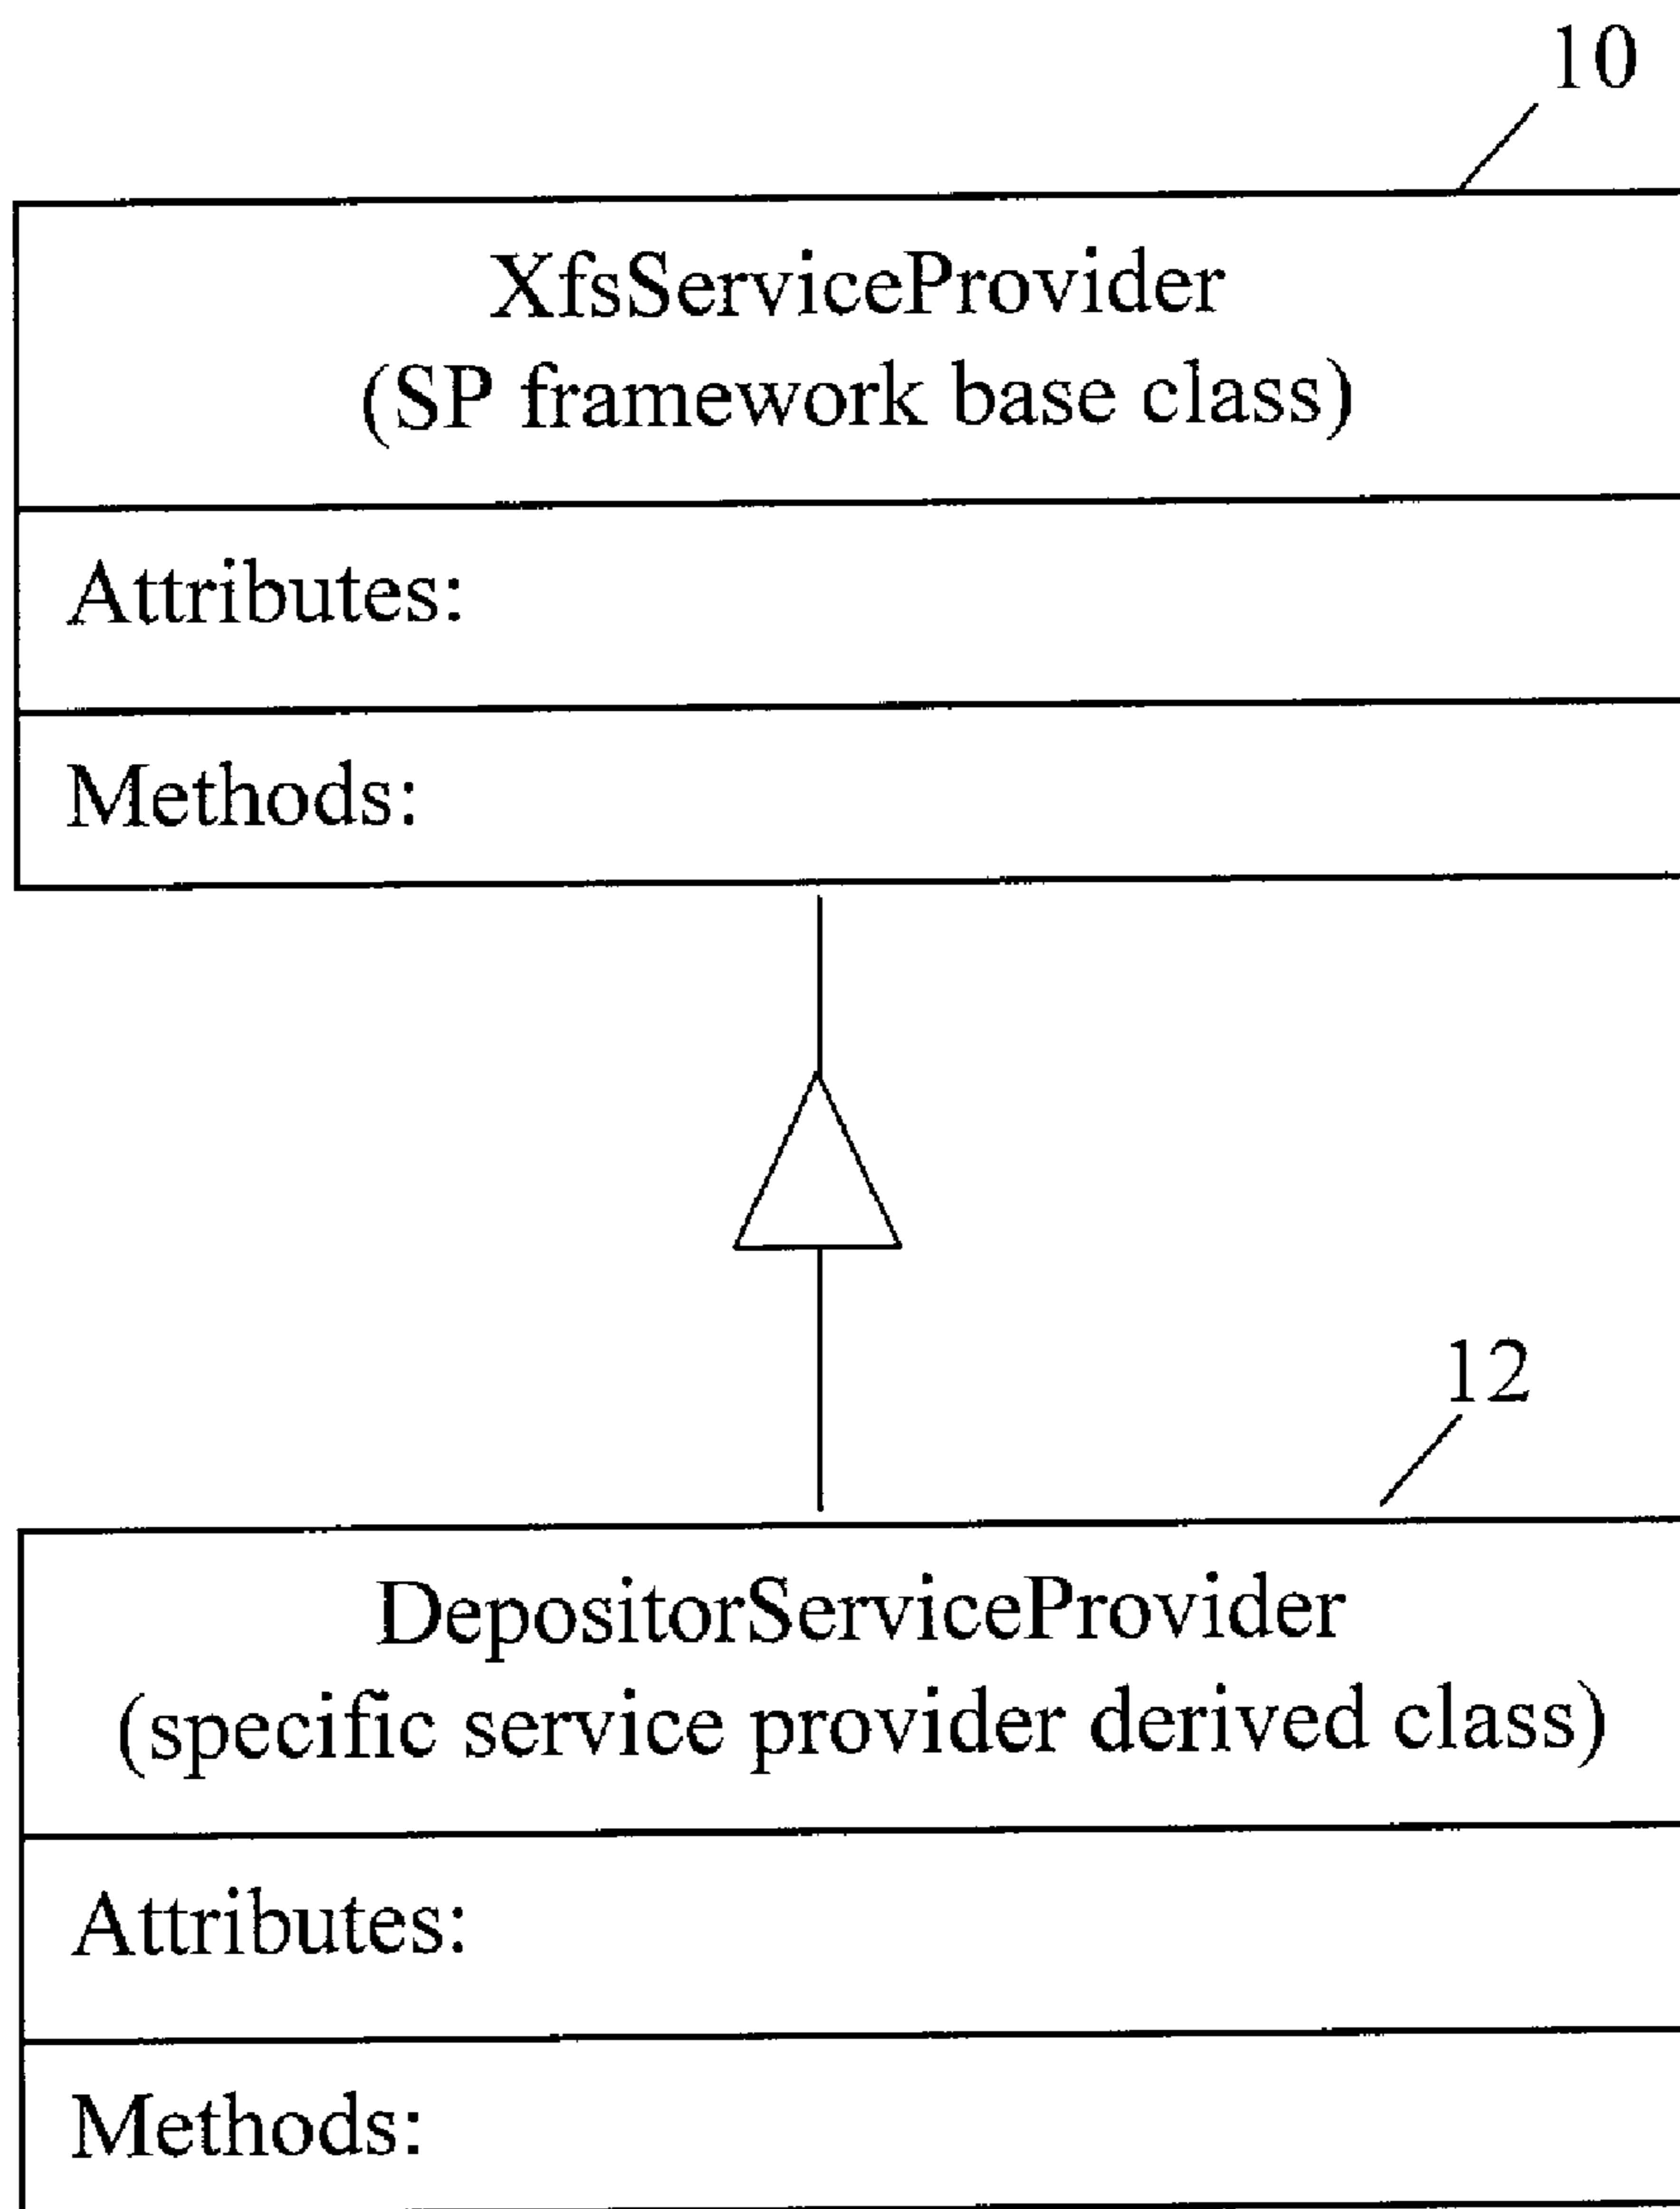 10
XfsServiceProvider
(SP framework base class)
Attributes:
Methods:
12
DepositorServiceProvider
(specific service provider derived class)
Attributes:
Methods: